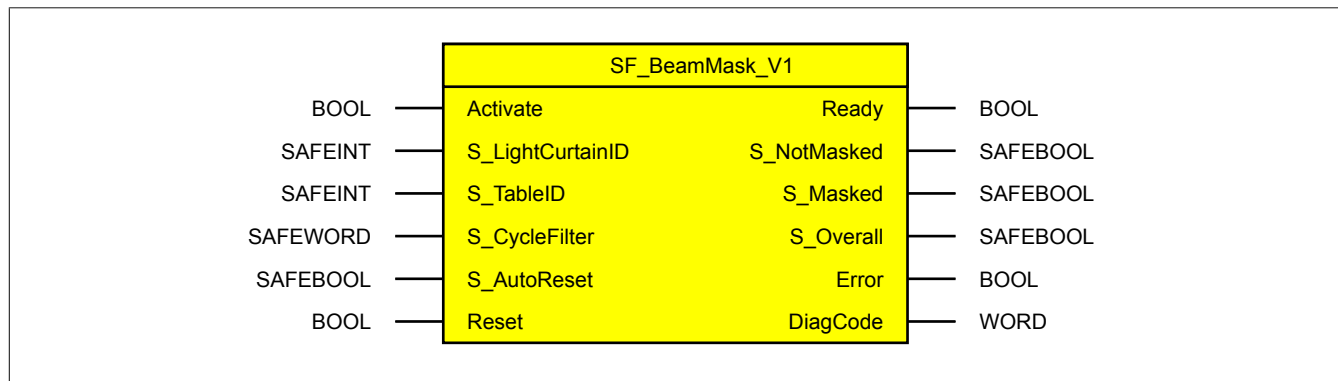 SF_BeamMask_V1
BOOL Activate Ready BOOL
SAFEINT S_LightCurtainID S_NotMasked SAFEBOOL
SAFEINT S_TableID S_Masked SAFEBOOL
SAFEWORD S_CycleFilter S_Overall SAFEBOOL
SAFEBOOL S_AutoReset Error BOOL
BOOL Reset DiagCode WORD